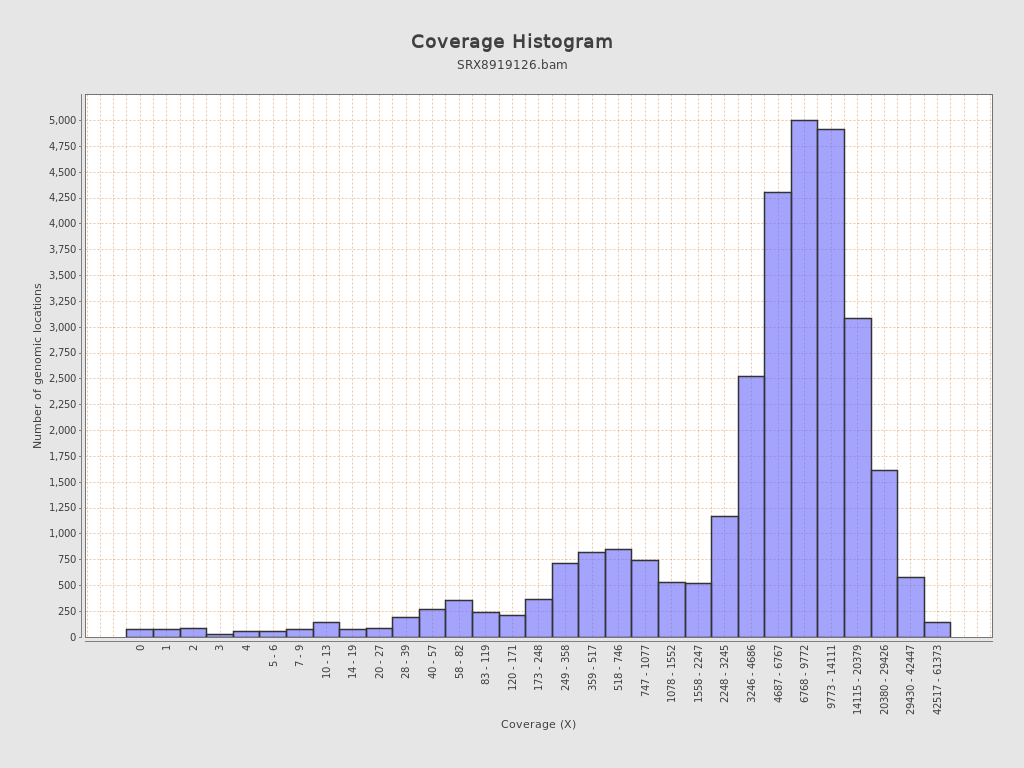 Coverage Histogram
SRX8919126.bam
Number of genomic locations
5,000
4,750
4,500
4,250
4,000
3,750
3,500
3,250
3,000
2,750
2,500
2,250
2,000
1,750
1,500
1,250
1,000
750
500
250
0
0
1
2
3
4
5 - 6
7 - 9
10 - 13
14 - 19
20 - 27
28 - 39
40 - 57
58 - 82
83 - 119
120 - 171
173 - 248
249 - 358
359 - 517
518 - 746
747 - 1077
1078 - 1552
1558 - 2247
2248 - 3245
3246 - 4686
4687 - 6767
6768 - 9772
9773 - 14111
14115 - 20379
20380 - 29426
29430 - 42447
42517 - 61373
Coverage (X)